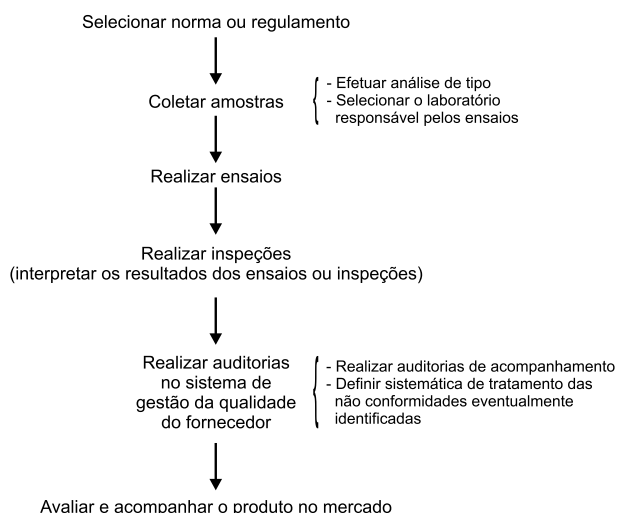 Selecionar norma ou regulamento
Coletar amostras
- Efetuar análise de tipo
- Selecionar o laboratório
responsável pelos ensaios
Realizar ensaios
Realizar inspeções
(interpretar os resultados dos ensaios ou inspeções)
Realizar auditorias
no sistema de
gestão da qualidade
do fornecedor
- Realizar auditorias de acompanhamento
- Definir sistemática de tratamento das
não conformidades eventualmente
identificadas
Avaliar e acompanhar o produto no mercado